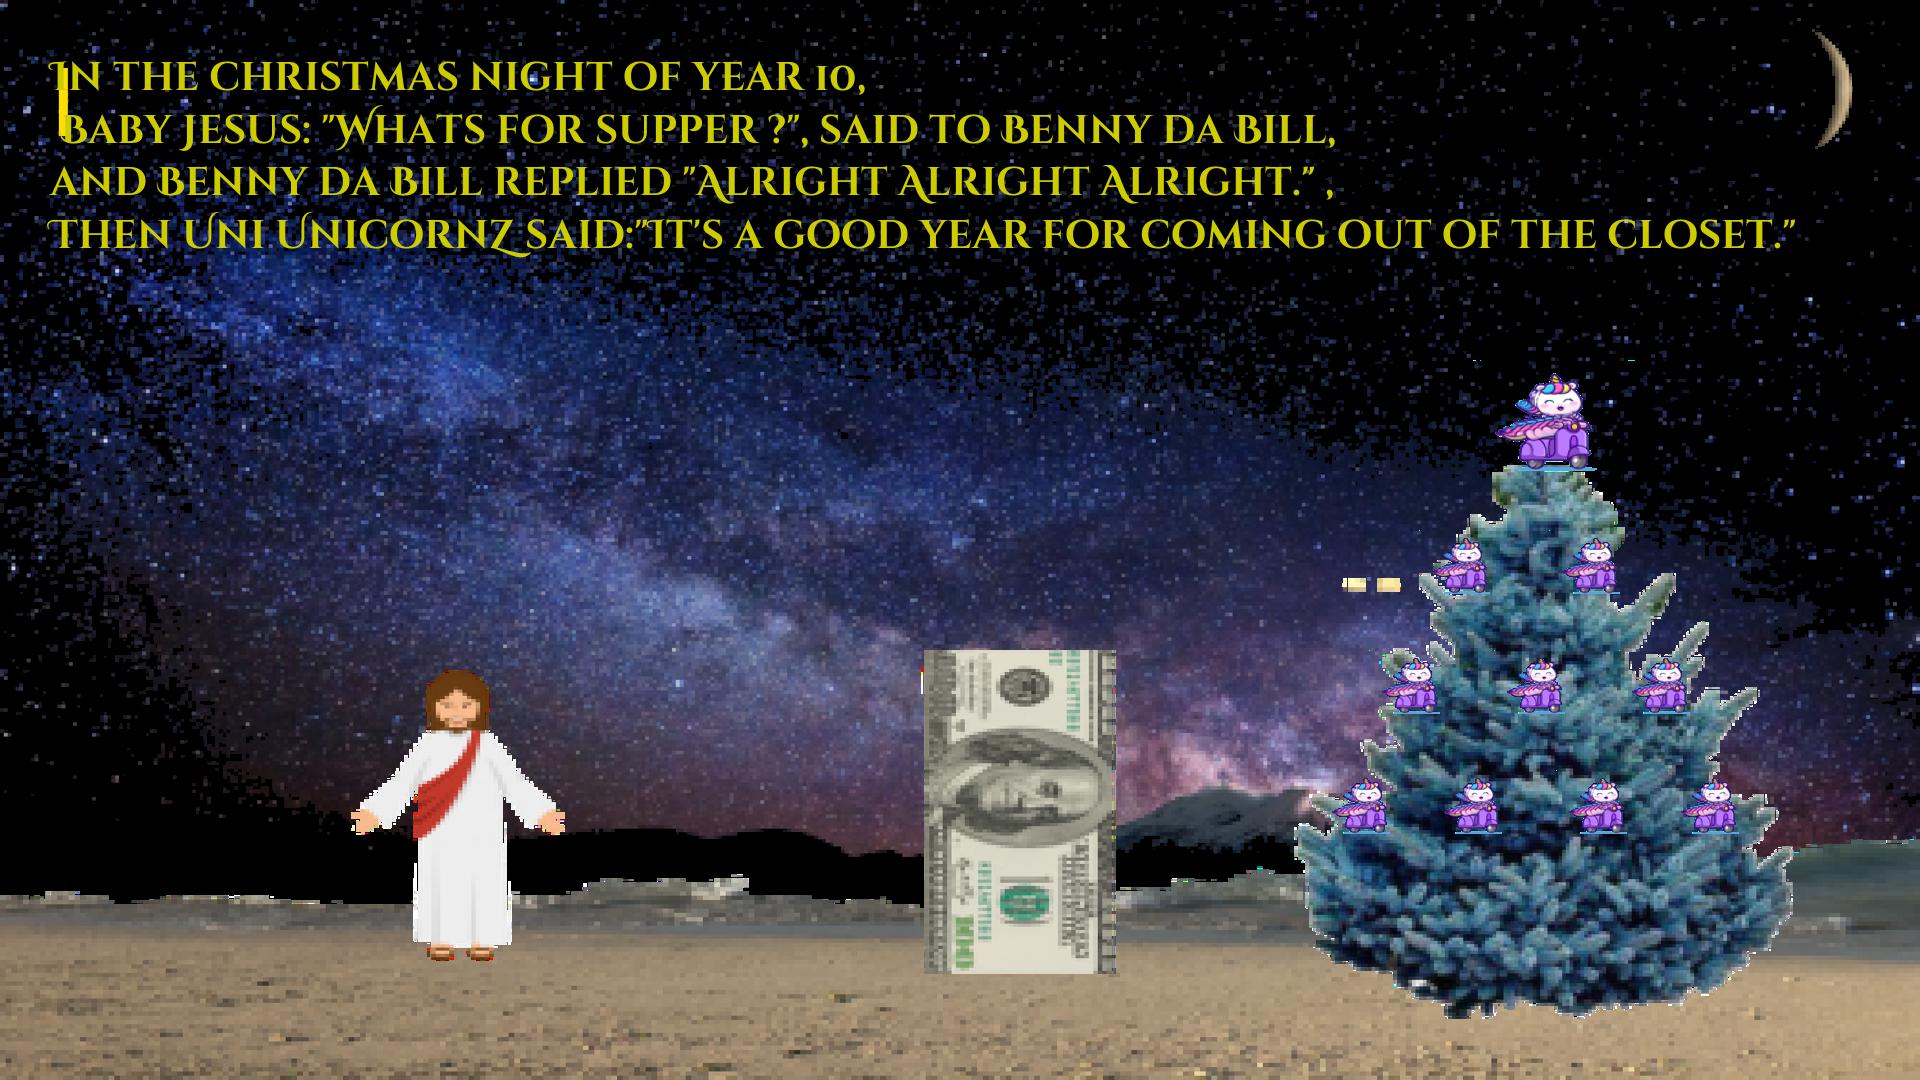 In the Christmas night of year 10,
Baby Jesus: "Whats for supper ?", said to Benny da Bill,
and Benny da Bill replied "Alright Alright Alright." ,
Then Uni UnicornZ said:"It's a good year for coming out of the closet."